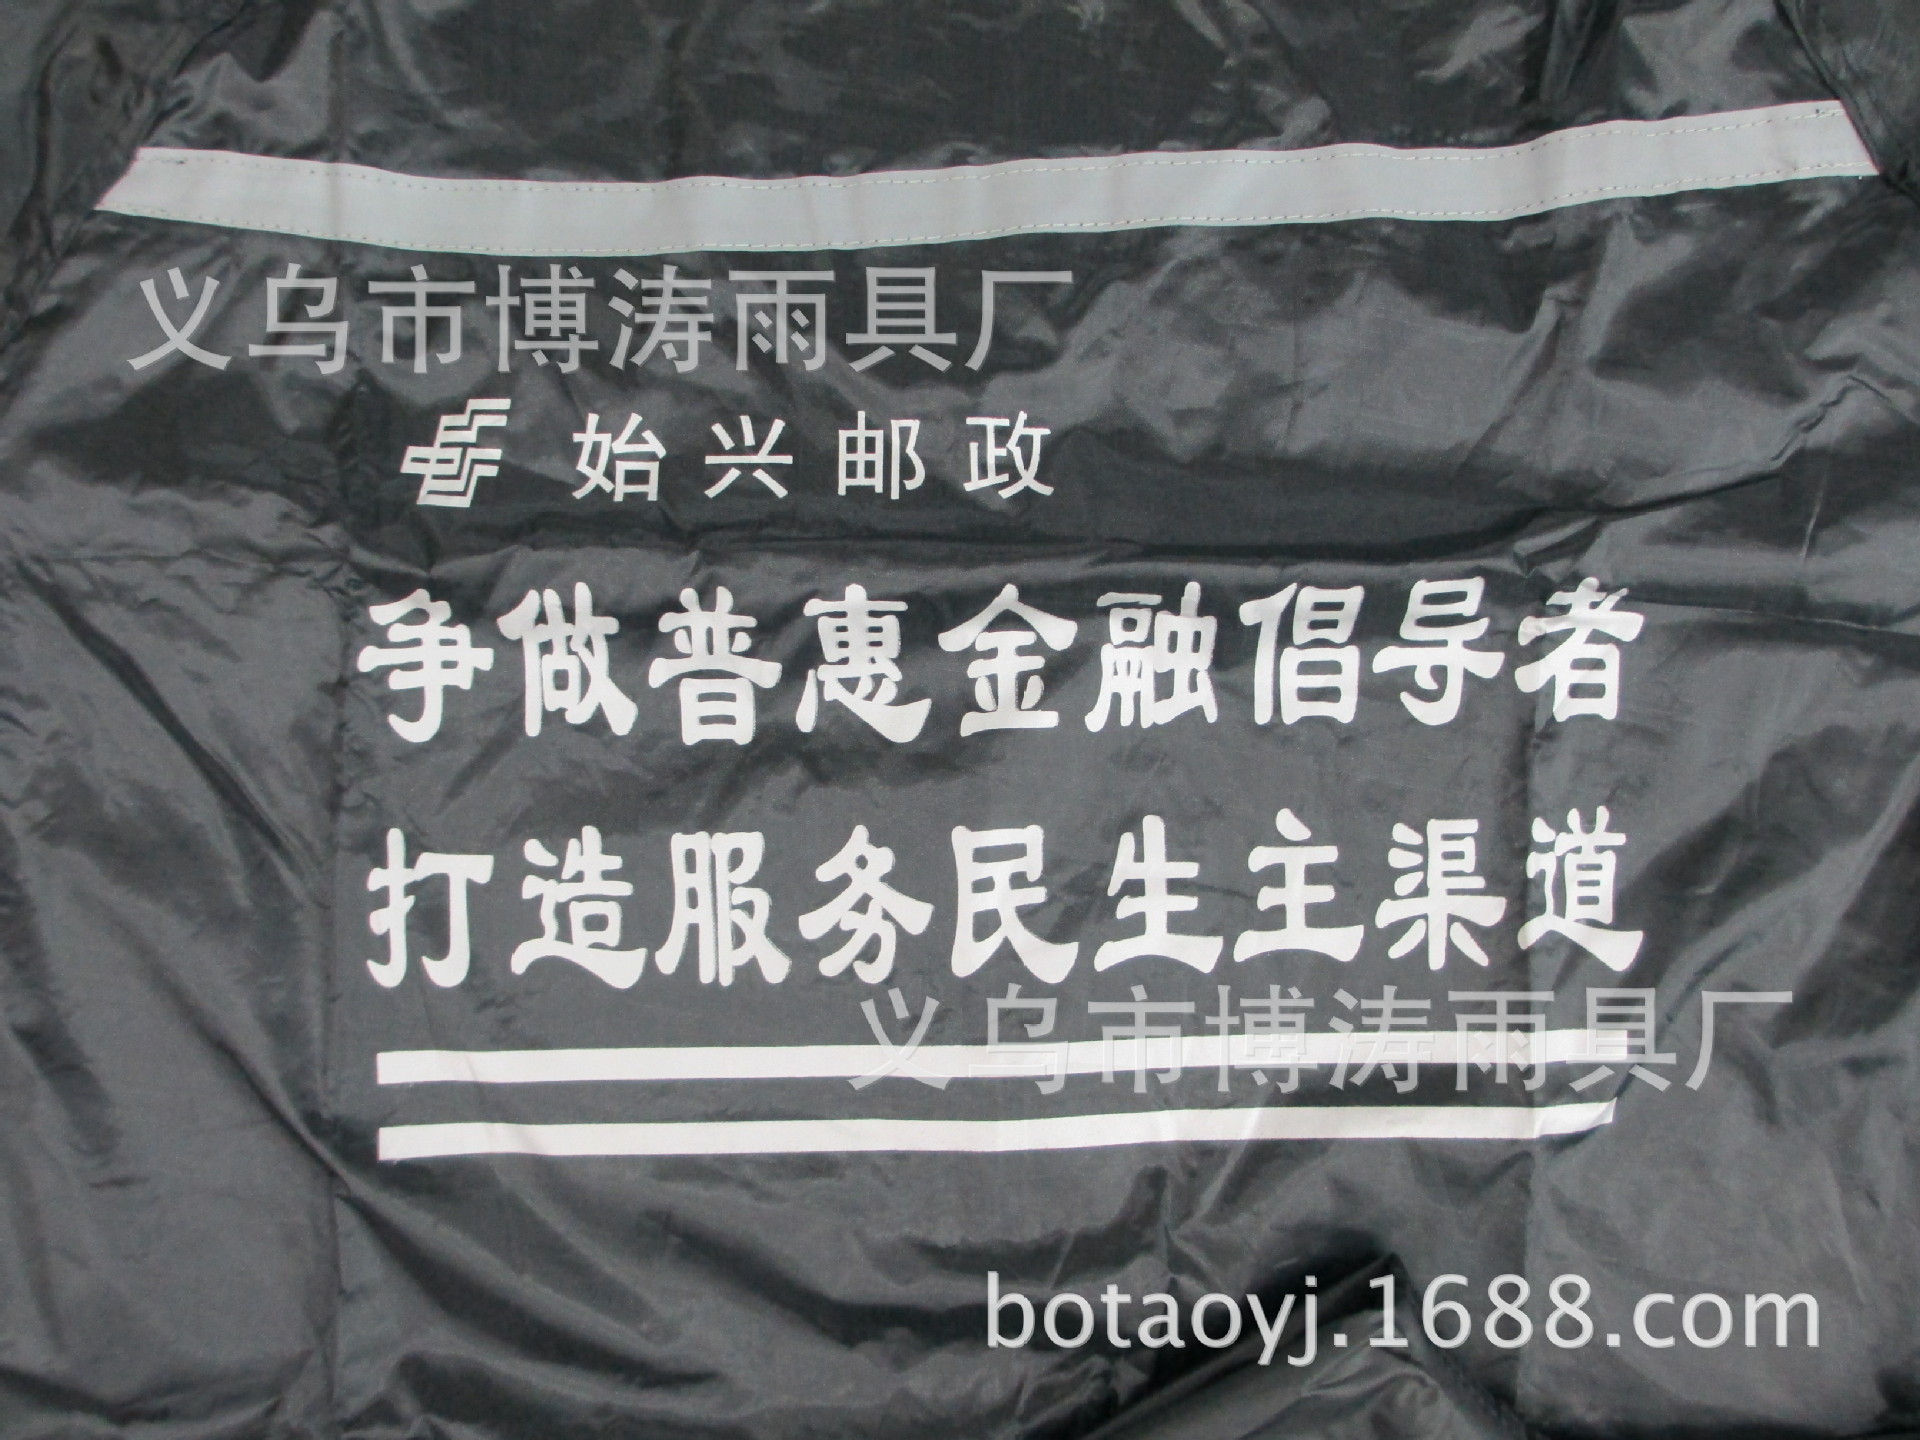 义乌市博涛雨具厂
始兴邮政
争做普惠金融倡导者
打造服务民生主渠道
义乌市博涛雨具厂
botaoyj.1688.com